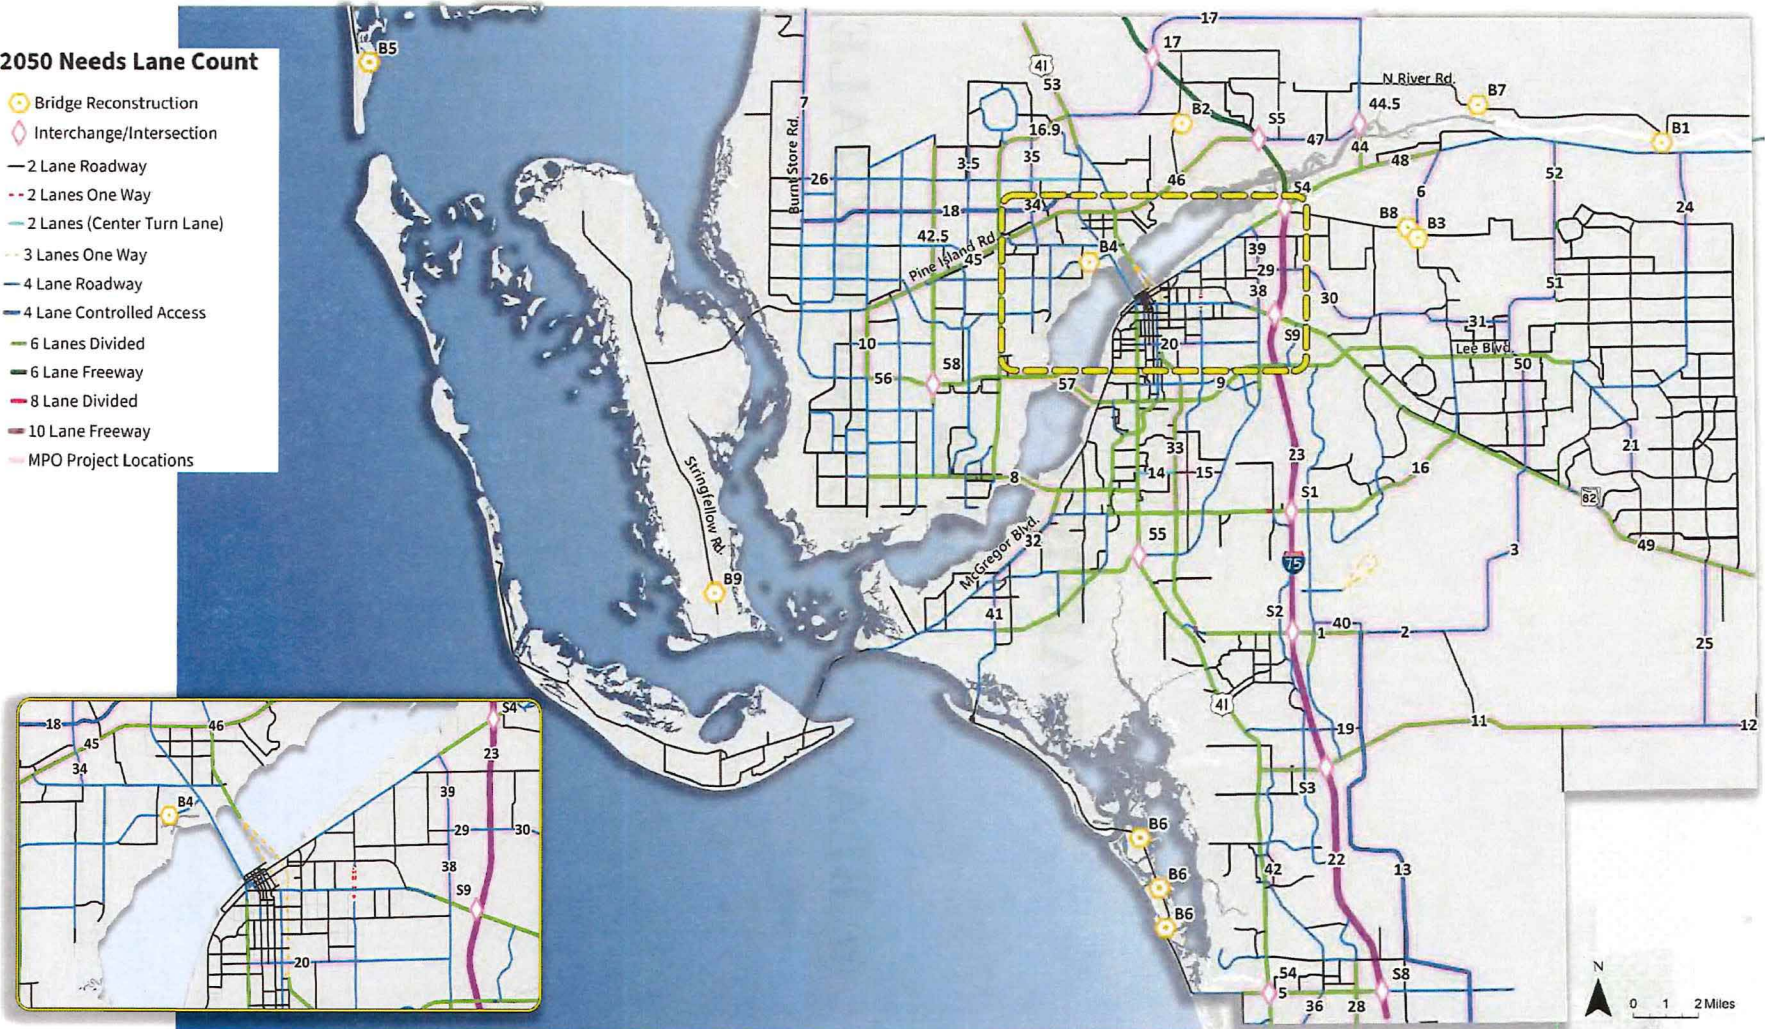 2050 Needs Lane Count
Bridge Reconstruction
Interchange/Intersection
2 Lane Roadway
2 Lanes One Way
2 Lanes (Center Turn Lane)
3 Lanes One Way
4 Lane Roadway
4 Lane Controlled Access
6 Lanes Divided
6 Lane Freeway
8 Lane Divided
10 Lane Freeway
MPO Project Locations
B5
17
17
41
53
N River Rd.
B7
7
B2
S5
44.5
B1
16.9
47
44
Burnt Store Rd.
3.5
35
48
26
46
S4
6
52
18
34
B8
B3
24
42.5
Pine Island Rd.
45
B4
39
29
38
30
51
31
S9
10
20
Lee Blvd.
50
56
58
57
9
21
33
23
8
14
15
16
S1
82
Stringfellow Rd.
McGregor Blvd.
32
55
3
49
75
B9
41
S2
1
40
2
25
41
19
11
12
S3
B6
42
22
13
B6
B6
54
S8
5
36
28
18
46
S4
45
23
34
39
B4
29
30
38
S9
20
N
0 1 2 Miles